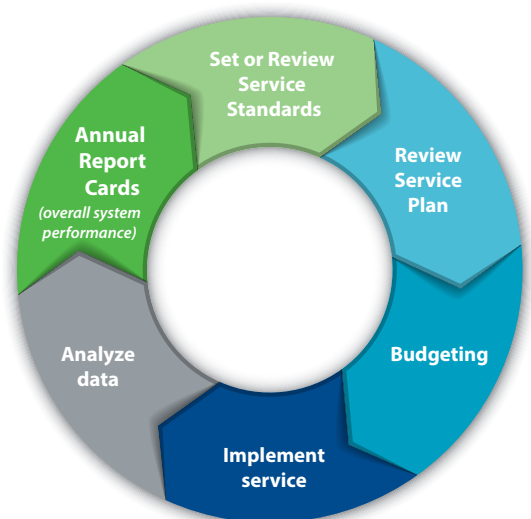 Set or Review
Service
Standards
Review
Service
Plan
Budgeting
Implement
service
Analyze
data
Annual
Report
Cards
(overall system
performance)